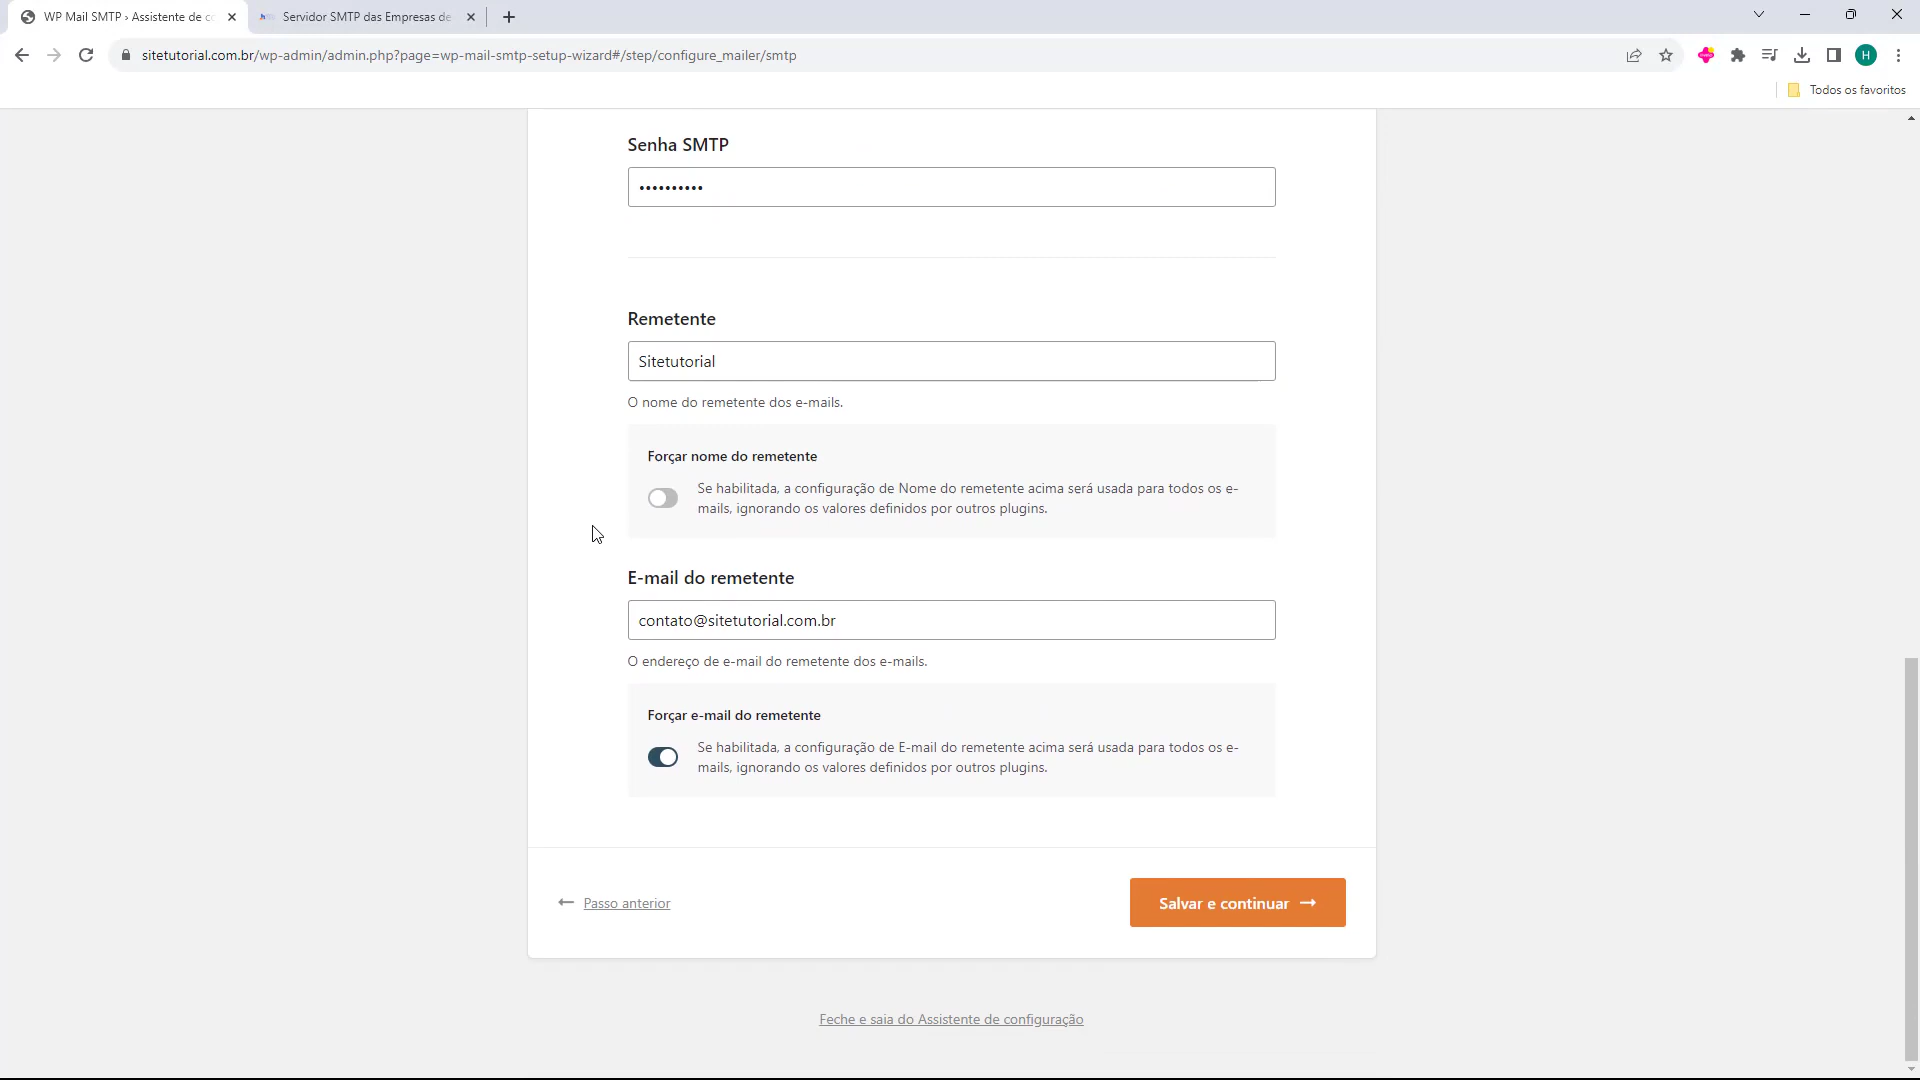 WP Mail SMTP › Assistente de c
Servidor SMTP das Empresas de
sitetutorial.com.br/wp-admin/admin.php?page=wp-mail-smtp-setup-wizard#/step/configure_mailer/smtp
H
Todos os favoritos
Senha SMTP
••••••••••
Remetente
Sitetutorial
O nome do remetente dos e-mails.
Forçar nome do remetente
Se habilitada, a configuração de Nome do remetente acima será usada para todos os e-
mails, ignorando os valores definidos por outros plugins.
E-mail do remetente
contato@sitetutorial.com.br
O endereço de e-mail do remetente dos e-mails.
Forçar e-mail do remetente
Se habilitada, a configuração de E-mail do remetente acima será usada para todos os e-
mails, ignorando os valores definidos por outros plugins.
← Passo anterior
Salvar e continuar →
Feche e saia do Assistente de configuração